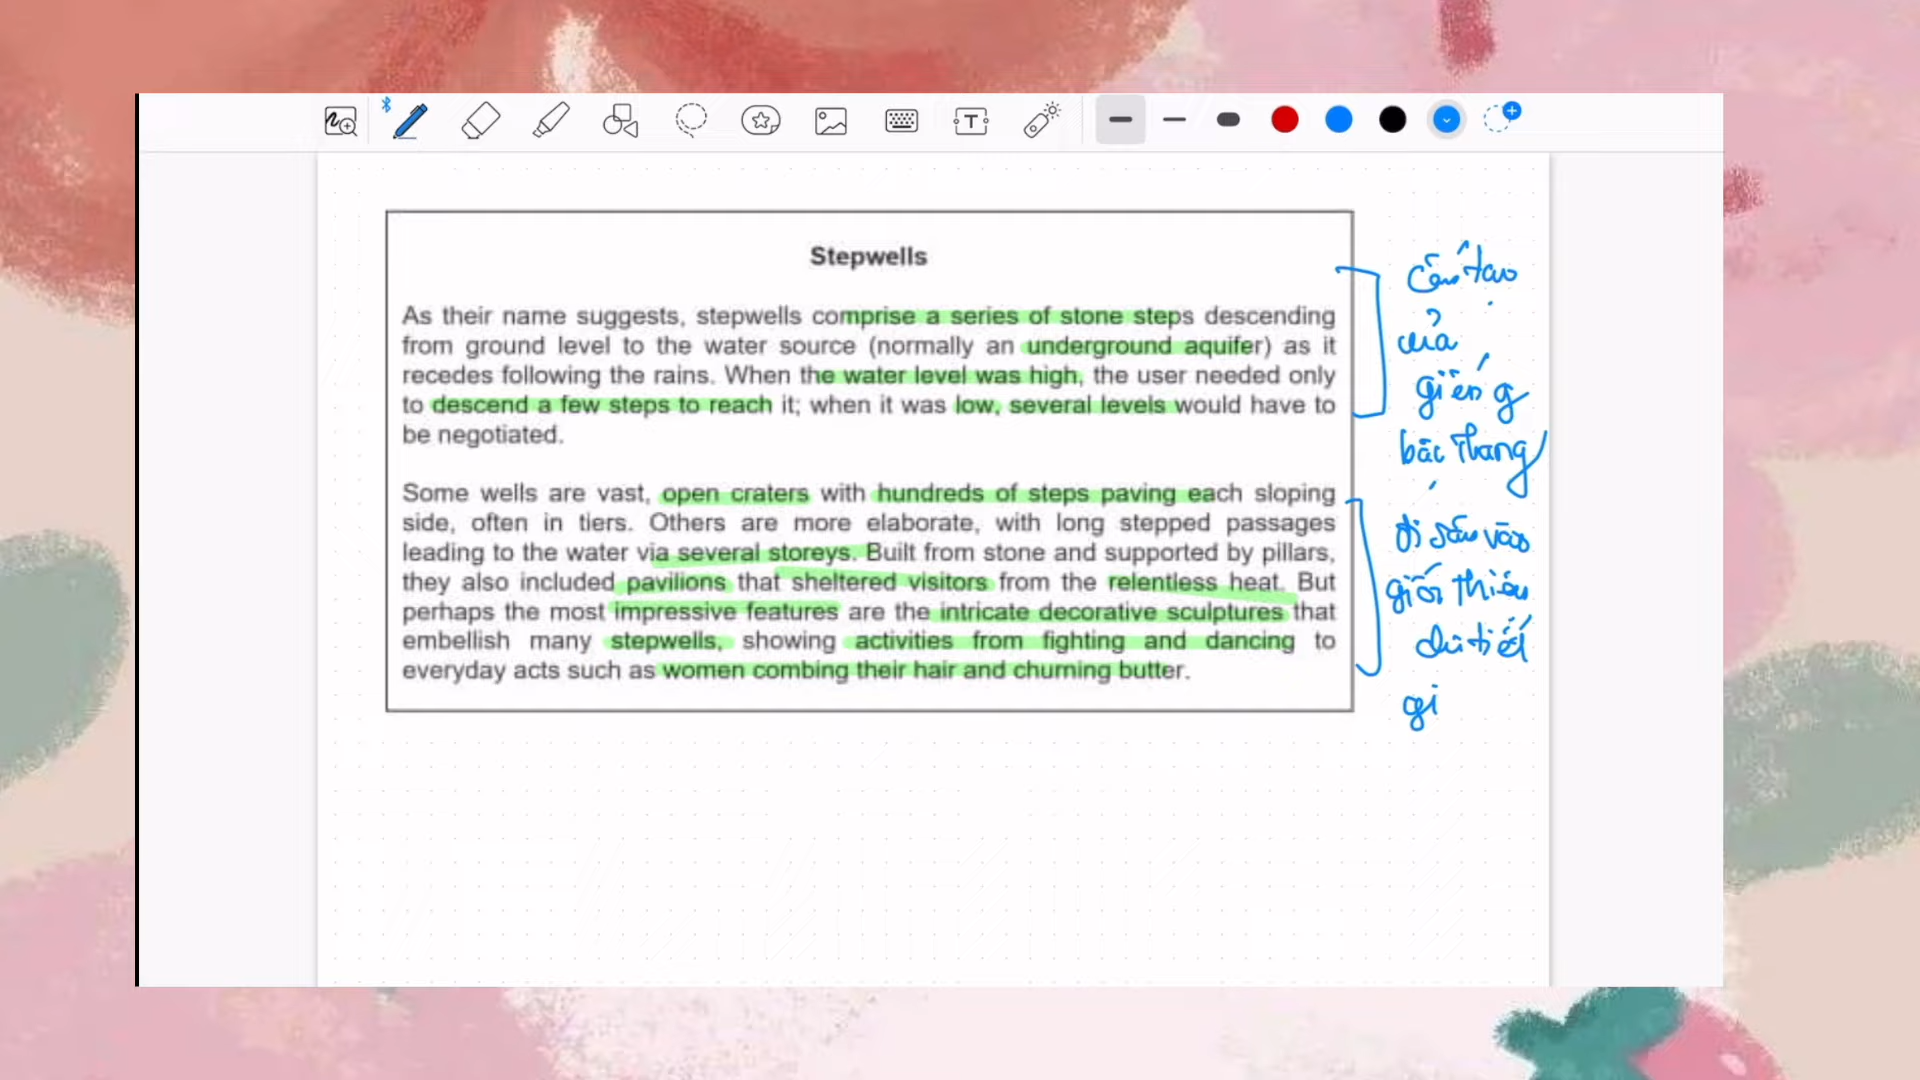 Stepwells
As their name suggests, stepwells comprise a series of stone steps descending
from ground level to the water source (normally an underground aquifer) as it
recedes following the rains. When the water level was high, the user needed only
to descend a few steps to reach it; when it was low, several levels would have to
be negotiated.
Some wells are vast, open craters with hundreds of steps paving each sloping
side, often in tiers. Others are more elaborate, with long stepped passages
leading to the water via several storeys. Built from stone and supported by pillars,
they also included pavilions that sheltered visitors from the relentless heat. But
perhaps the most impressive features are the intricate decorative sculptures that
embellish many stepwells, showing activities from fighting and dancing to
everyday acts such as women combing their hair and churning butter.
cấu tạo
của
giếng
bậc thang
đi sâu vào
giới thiệu
chi tiết
gi